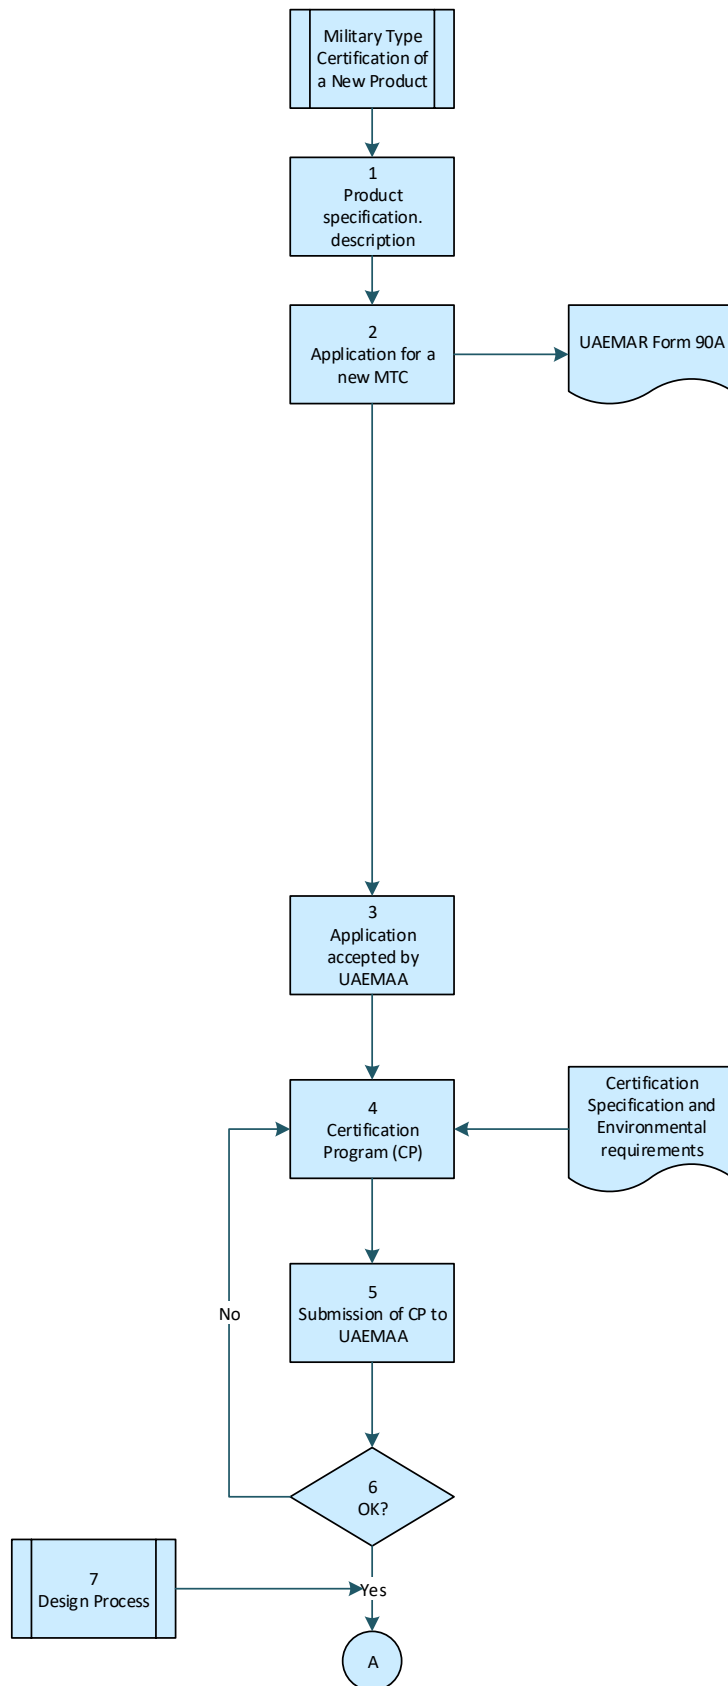 Military Type
Certification of
a New Product
1
Product
specification.
description
2
Application for a
new MTC
UAEMAR Form 90A
3
Application
accepted by
UAEMAA
4
Certification
Program (CP)
Certification
Specification and
Environmental
requirements
5
Submission of CP to
UAEMAA
No
6
OK?
7
Design Process
Yes
A